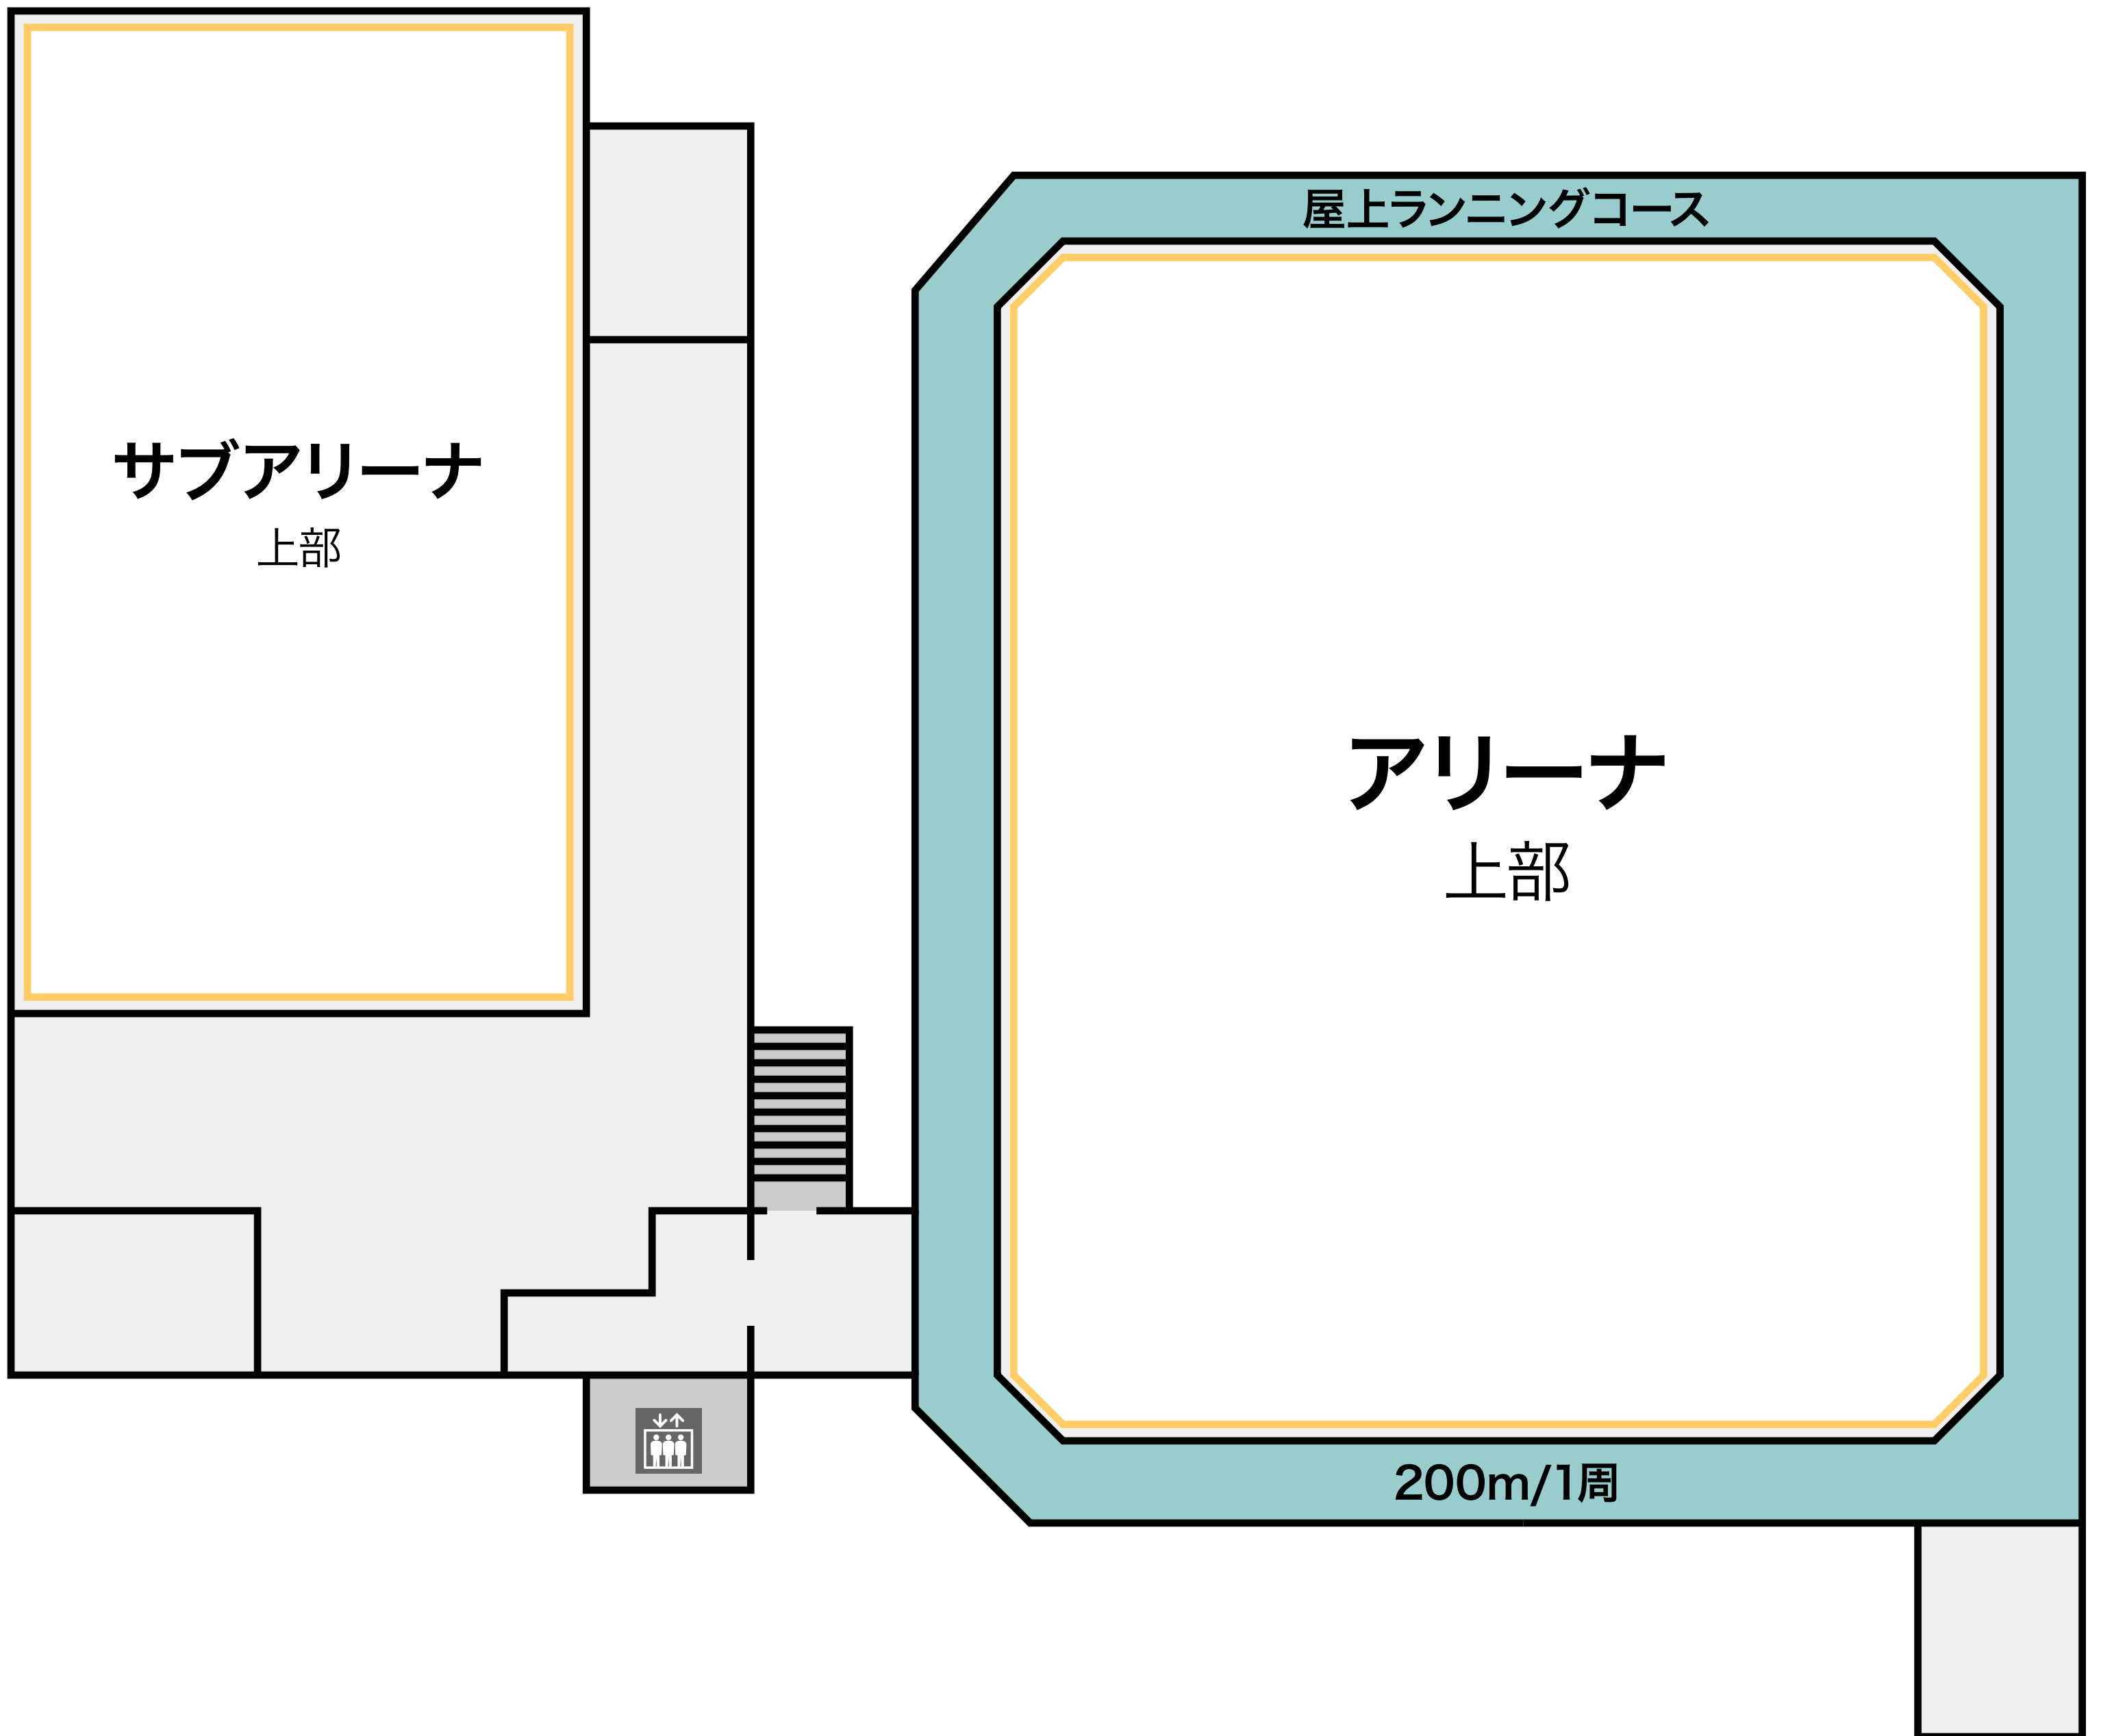 屋上ランニングコース
サブアリーナ
上部
アリーナ
上部
200m/1周